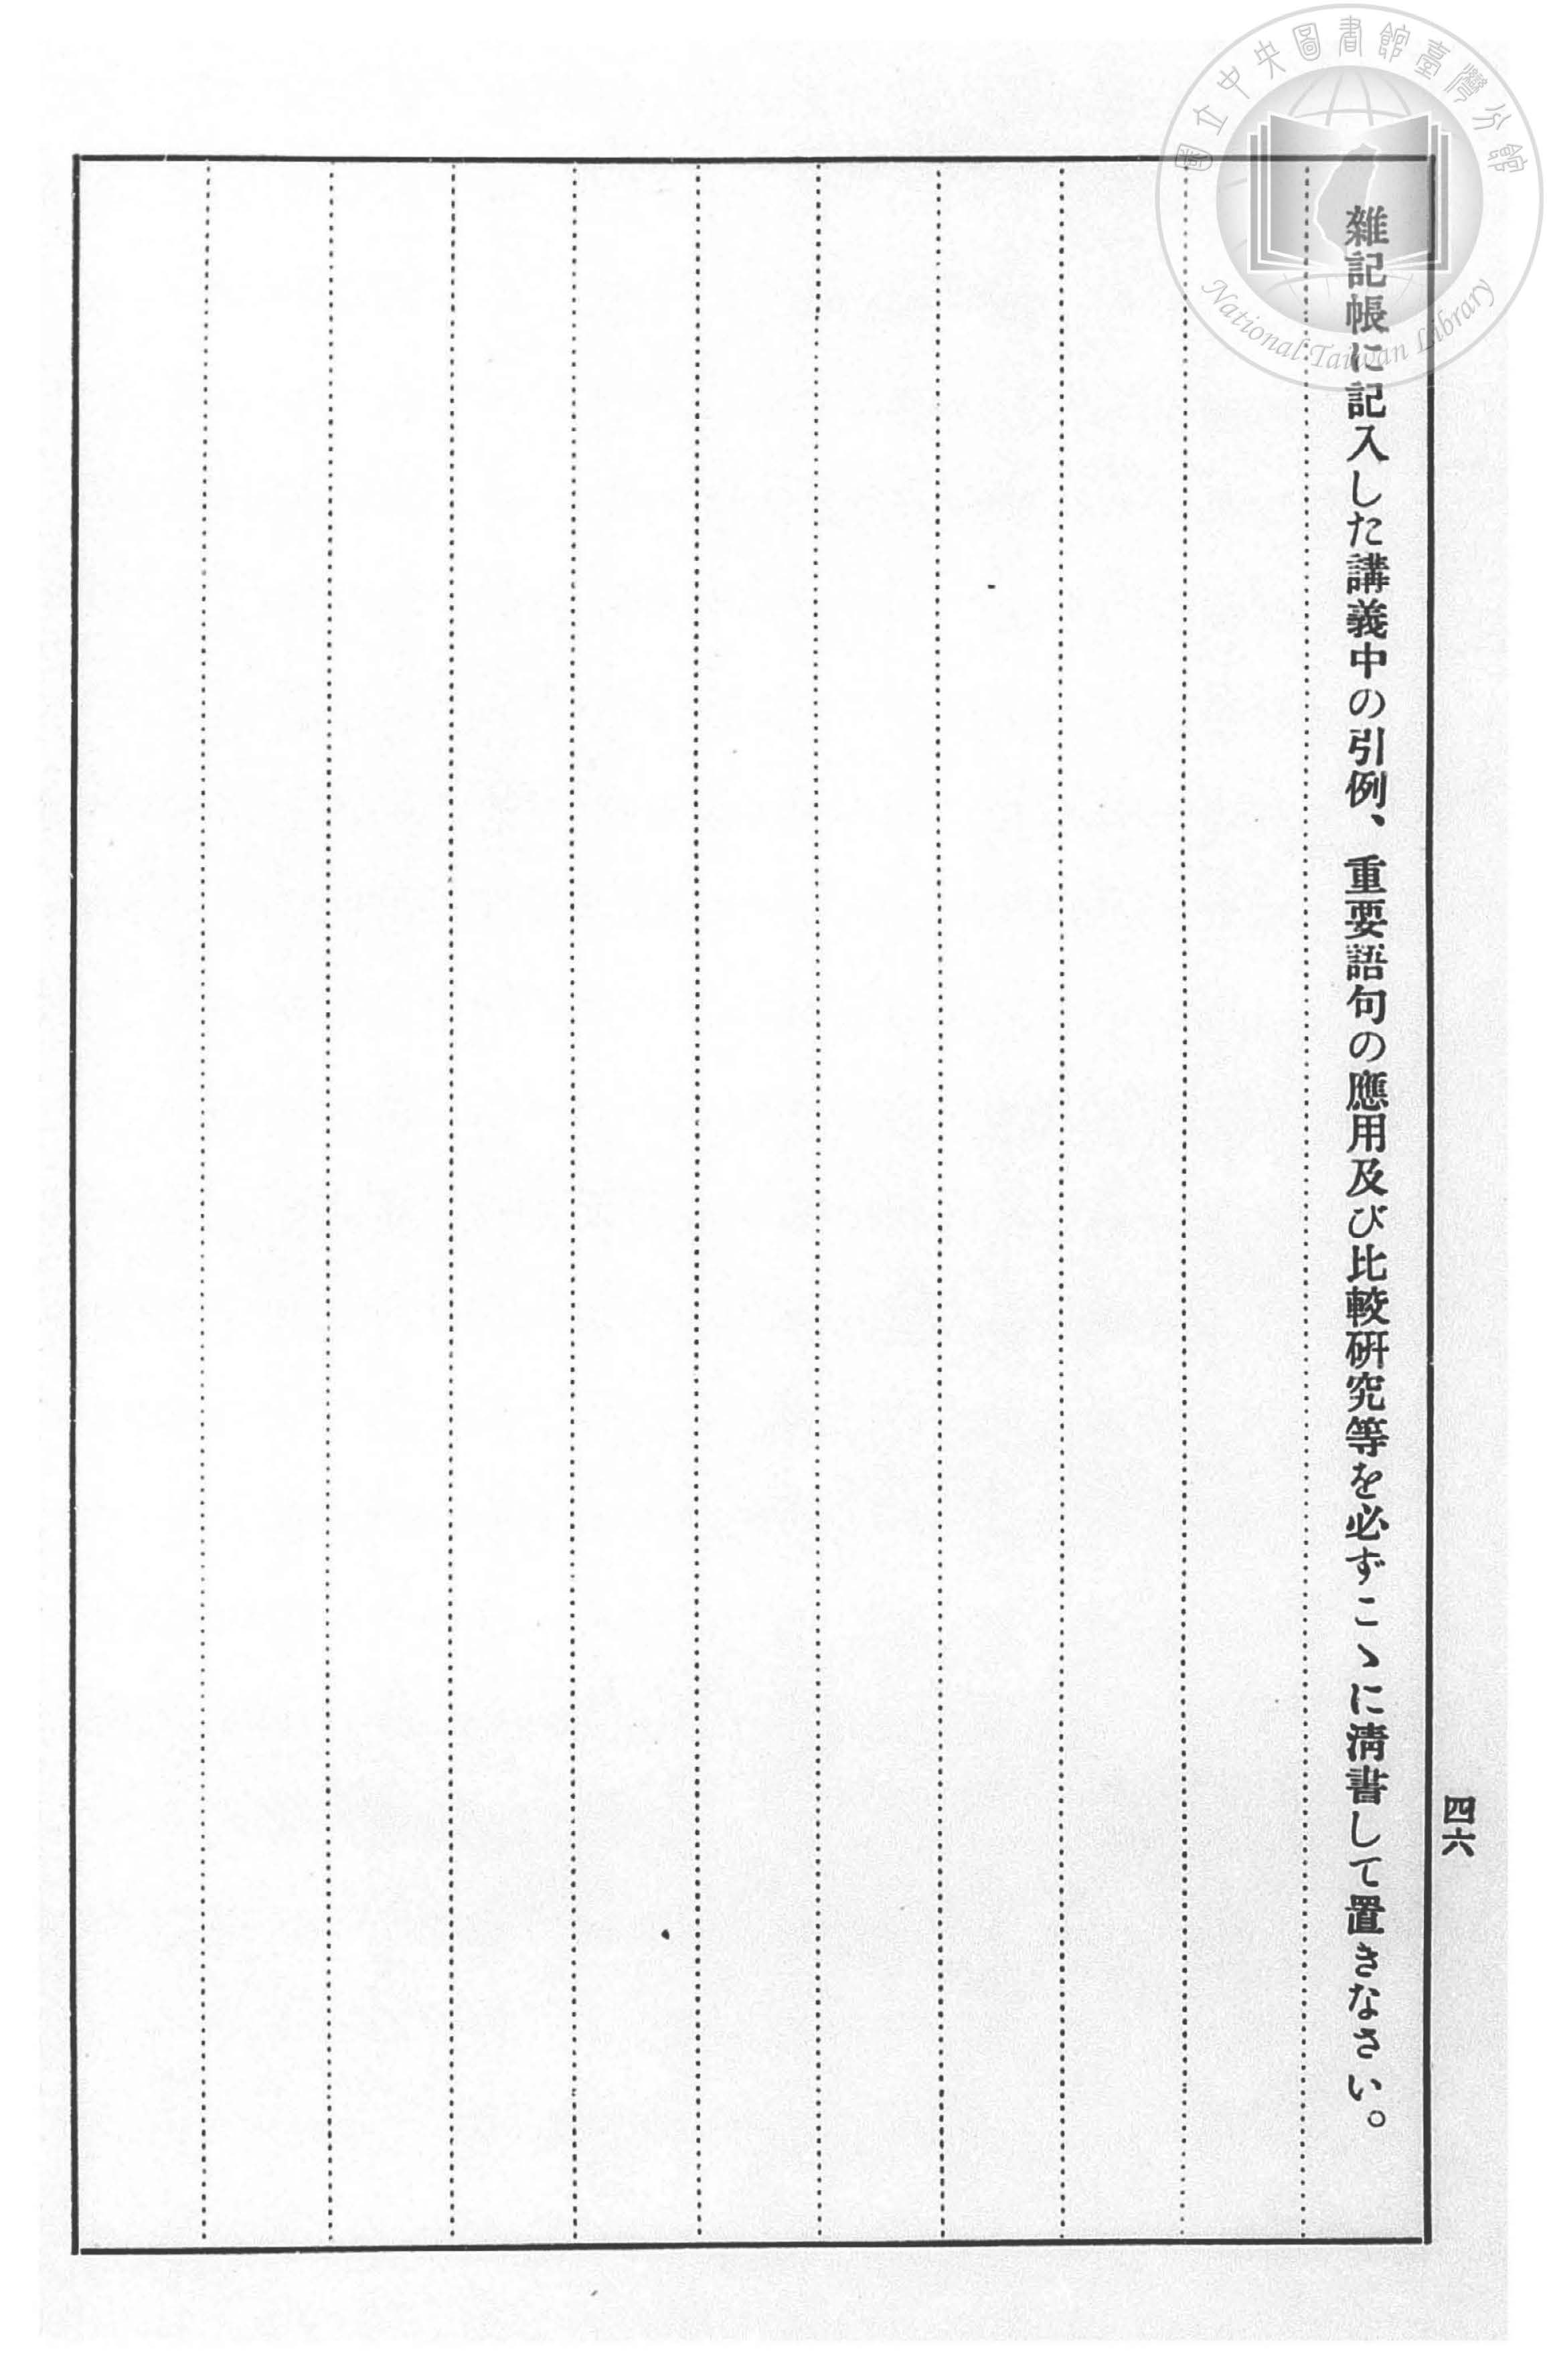 雜記帳に記入した講義中の引例、重要語句の應用及び比較硏究等を必ずこゝに淸書して置きなさい。
四六
國立中央圖書館臺灣分館
National Taiwan Library